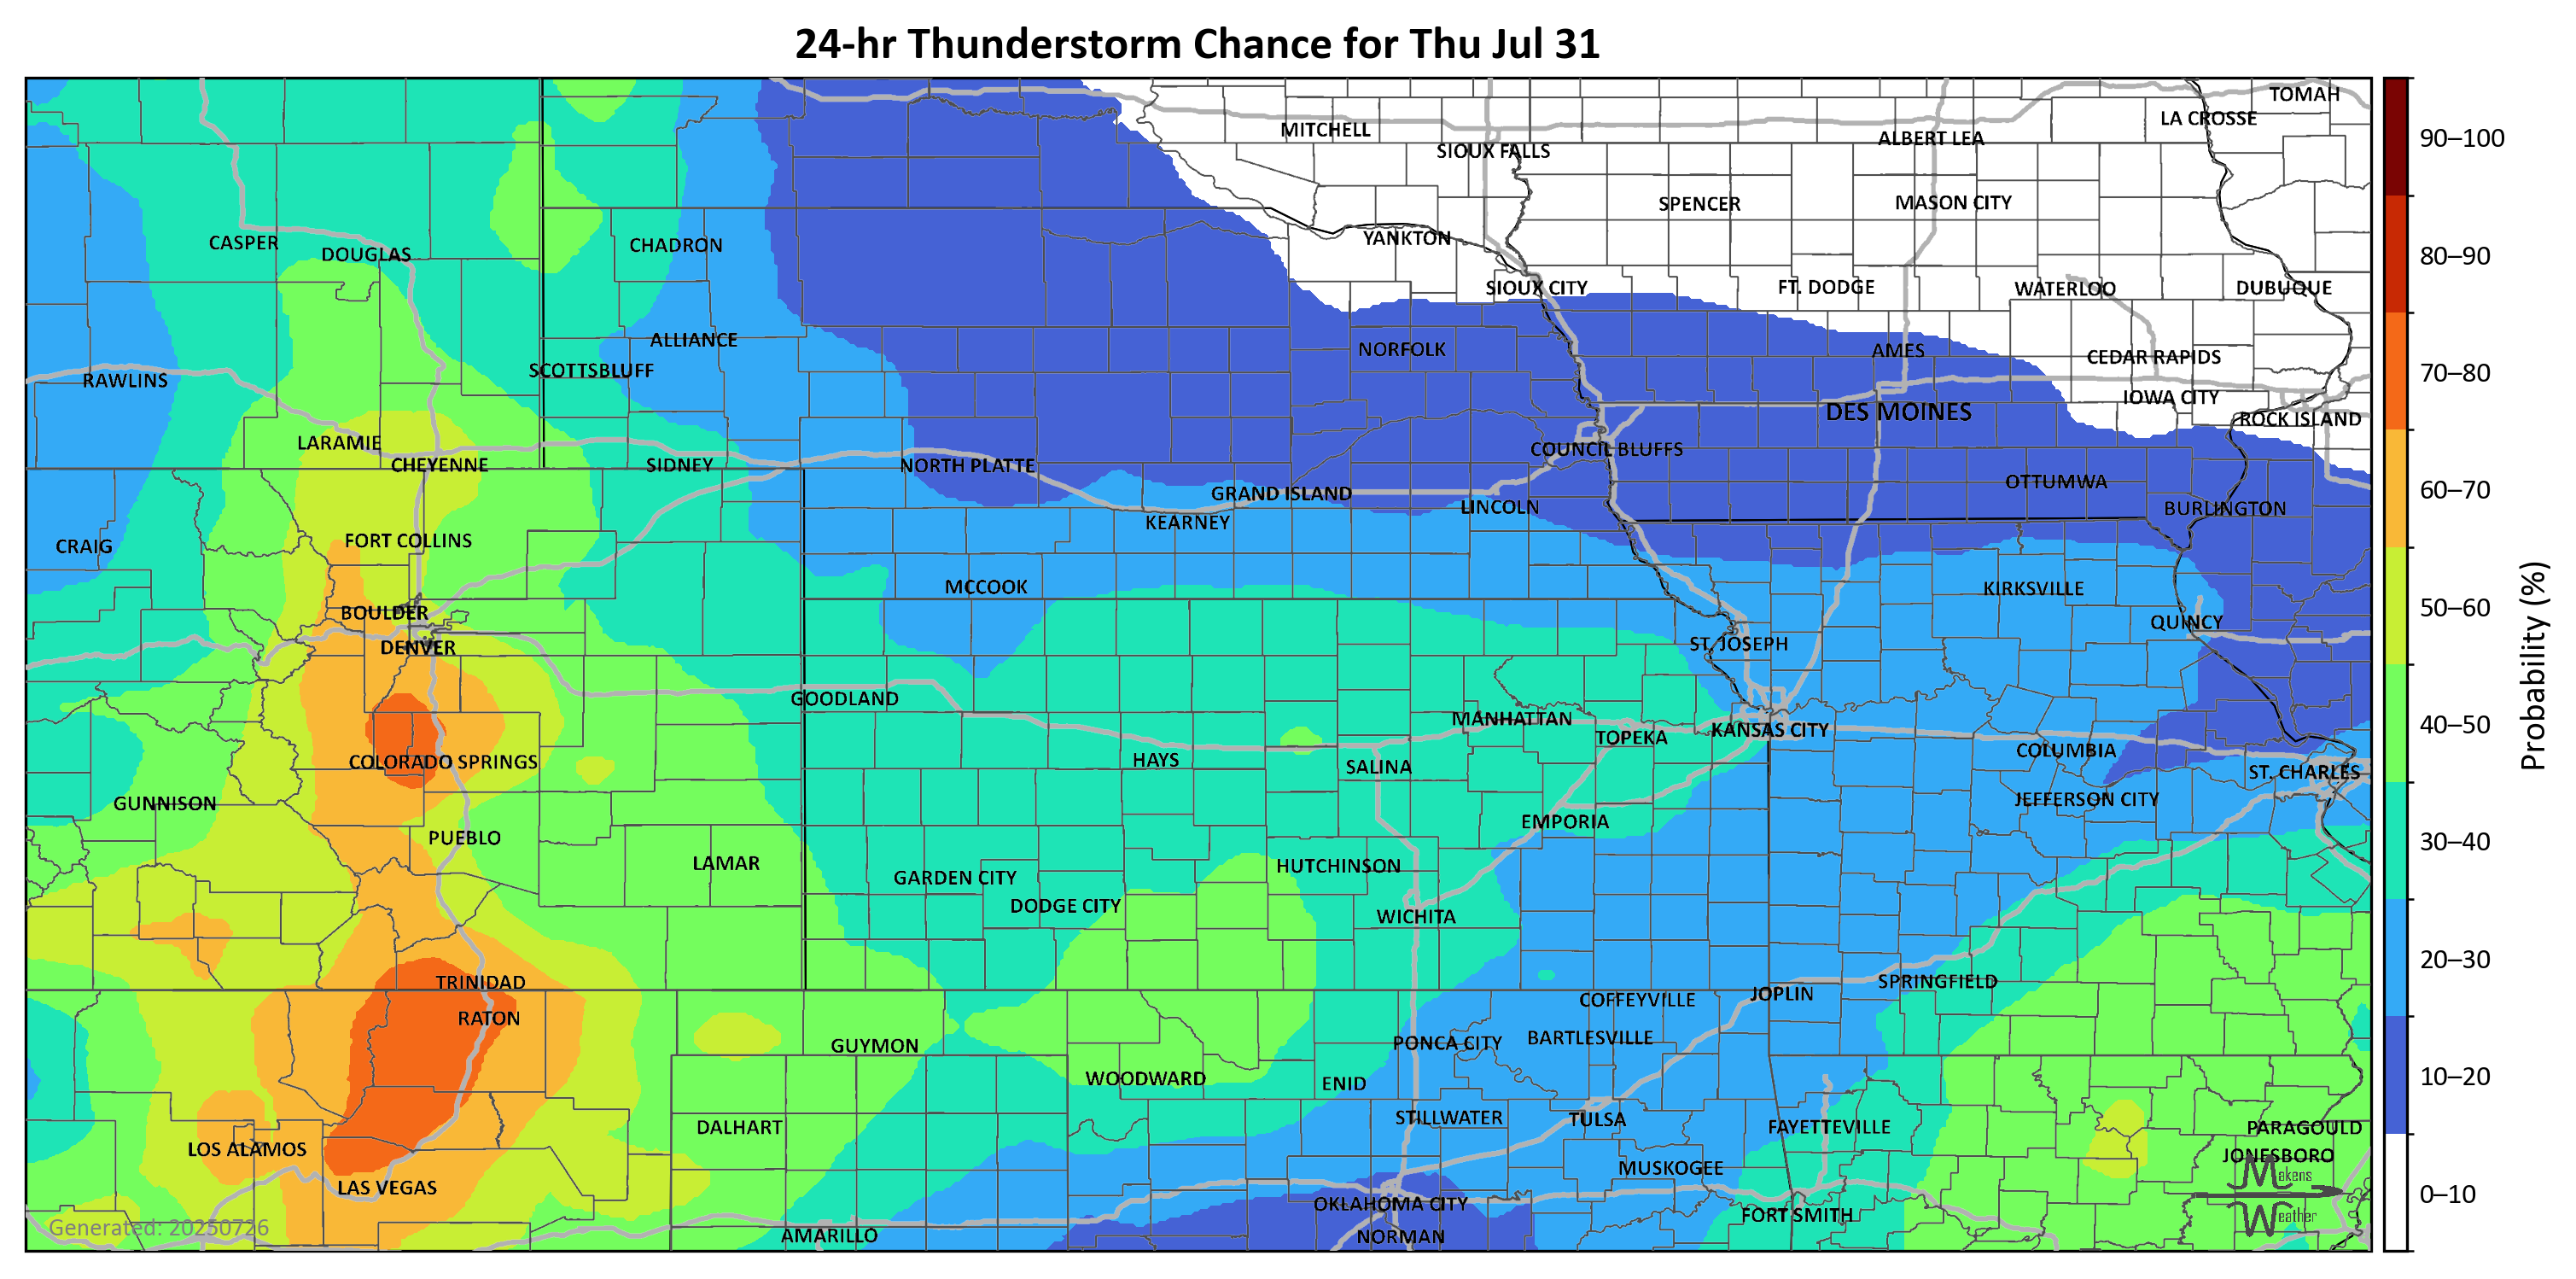 24-hr Thunderstorm Chance for Thu Jul 31
TOMAH
LA CROSSE
MITCHELL
ALBERT LEA
90–100
SIOUX FALLS
SPENCER
MASON CITY
YANKTON
CASPER
CHADRON
DOUGLAS
80–90
SIOUX CITY
FT. DODGE
WATERLOO
DUBUQUE
ALLIANCE
NORFOLK
AMES
CEDAR RAPIDS
SCOTTSBLUFF
70–80
RAWLINS
IOWA CITY
DES MOINES
ROCK ISLAND
LARAMIE
COUNCIL BLUFFS
CHEYENNE
SIDNEY
NORTH PLATTE
OTTUMWA
60–70
GRAND ISLAND
LINCOLN
BURLINGTON
KEARNEY
FORT COLLINS
CRAIG
MCCOOK
KIRKSVILLE
50–60
BOULDER
QUINCY
DENVER
ST. JOSEPH
Probability (%)
GOODLAND
MANHATTAN
40–50
KANSAS CITY
TOPEKA
COLUMBIA
HAYS
COLORADO SPRINGS
SALINA
ST. CHARLES
GUNNISON
JEFFERSON CITY
EMPORIA
PUEBLO
30–40
LAMAR
HUTCHINSON
GARDEN CITY
DODGE CITY
WICHITA
20–30
TRINIDAD
SPRINGFIELD
JOPLIN
COFFEYVILLE
RATON
BARTLESVILLE
PONCA CITY
GUYMON
10–20
WOODWARD
ENID
STILLWATER
TULSA
DALHART
FAYETTEVILLE
PARAGOULD
LOS ALAMOS
JONESBORO
MUSKOGEE
Makens
LAS VEGAS
0–10
OKLAHOMA CITY
FORT SMITH
Weather
Generated: 20250726
AMARILLO
NORMAN